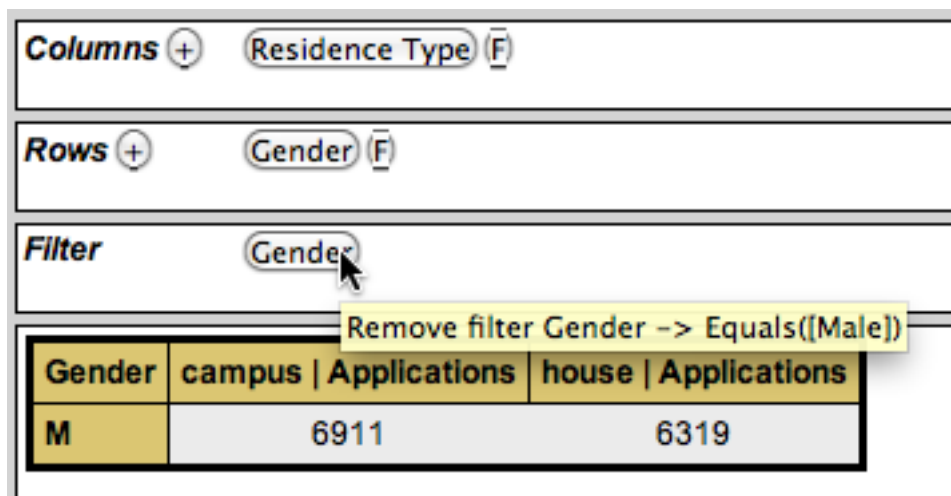 Columns + Residence Type F
Rows + Gender F
Filter Gender
Remove filter Gender -> Equals([Male])
Gender campus | Applications house | Applications
M 6911 6319